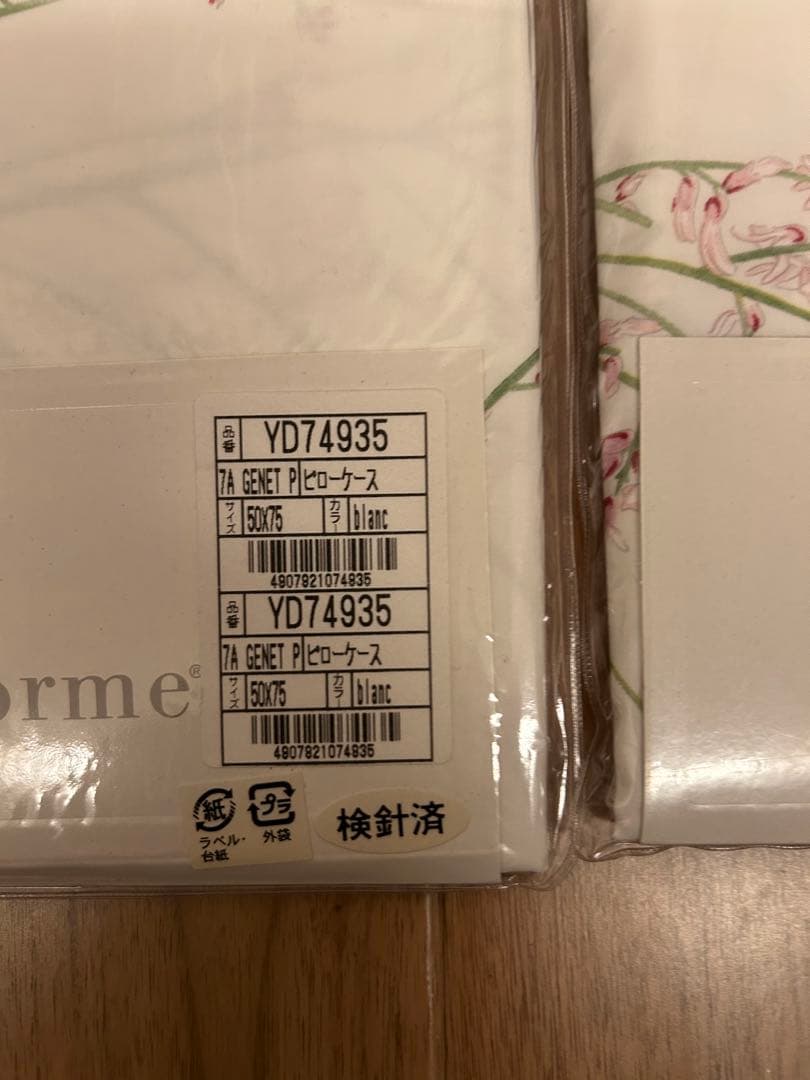 品番 YD74935
7A GENET P ピローケース
サイズ 50X75 カラー blanc
4907821074935
品番 YD74935
7A GENET P ピローケース
サイズ 50X75 カラー blanc
4907821074935
orme®
紙 プラ
ラベル・ 外袋
台紙
検針済